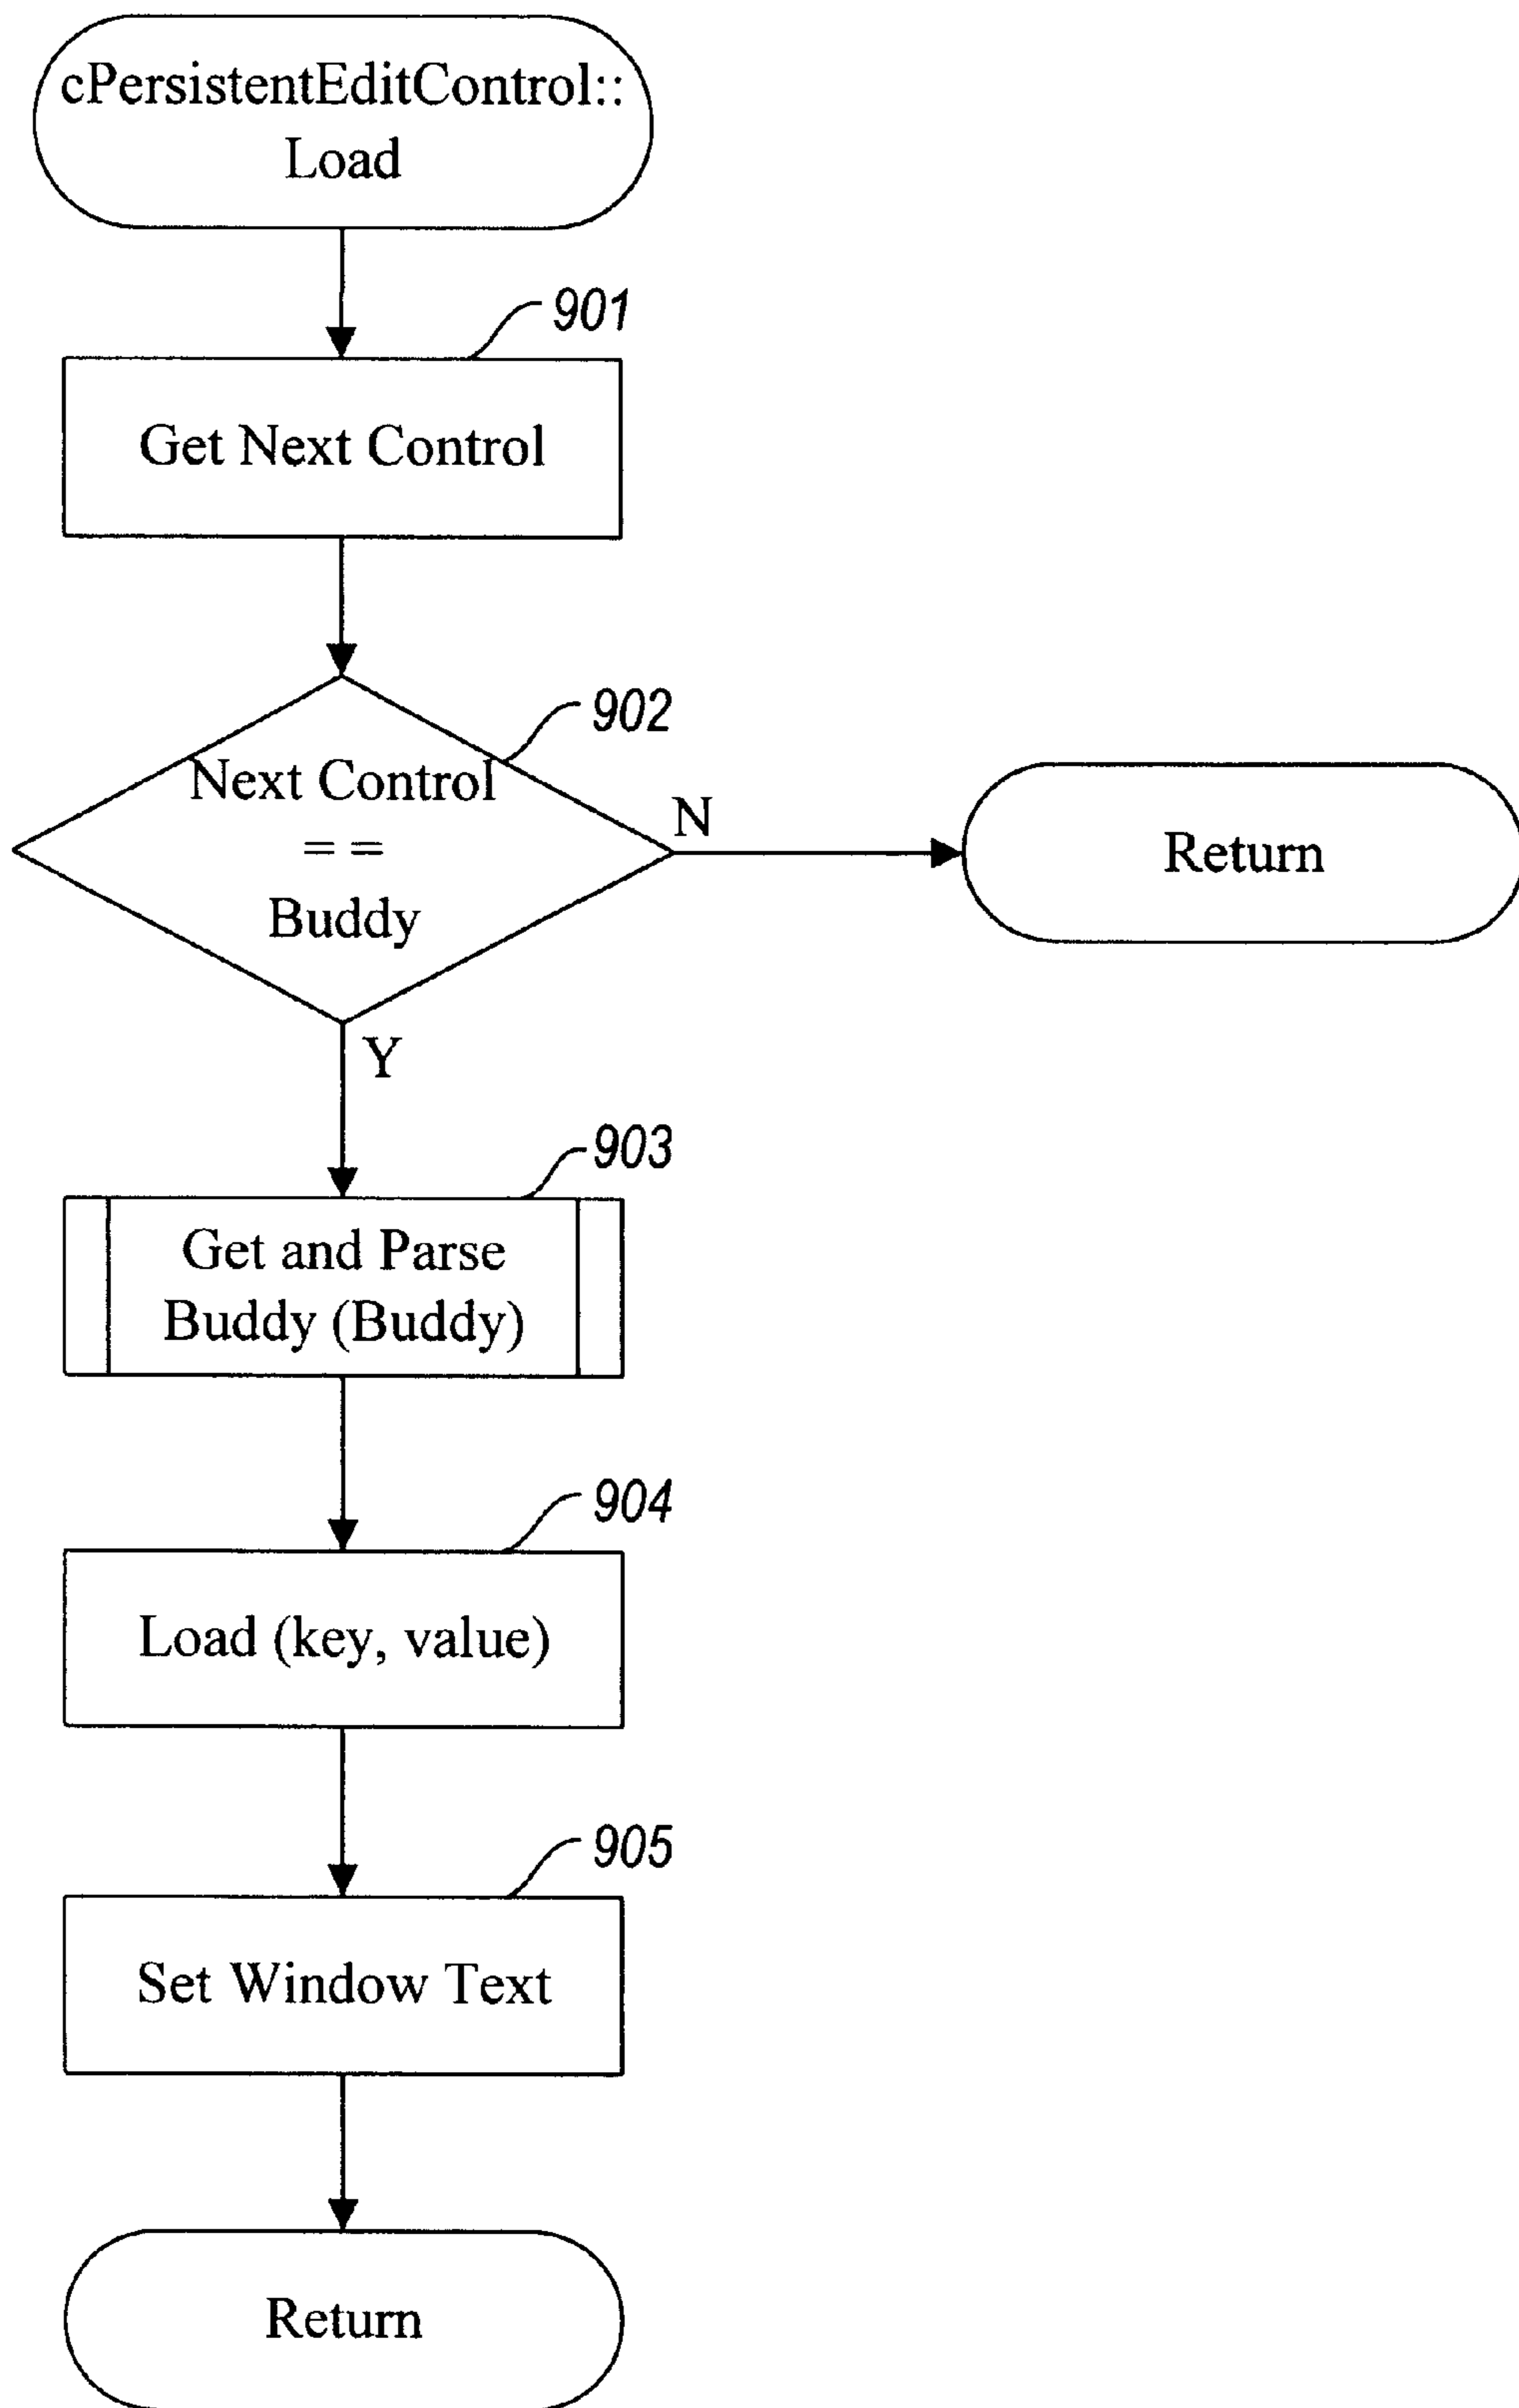 cPersistentEditControl::
Load
901
Get Next Control
902
Next Control
= =
Buddy
N
Return
Y
903
Get and Parse
Buddy (Buddy)
904
Load (key, value)
905
Set Window Text
Return